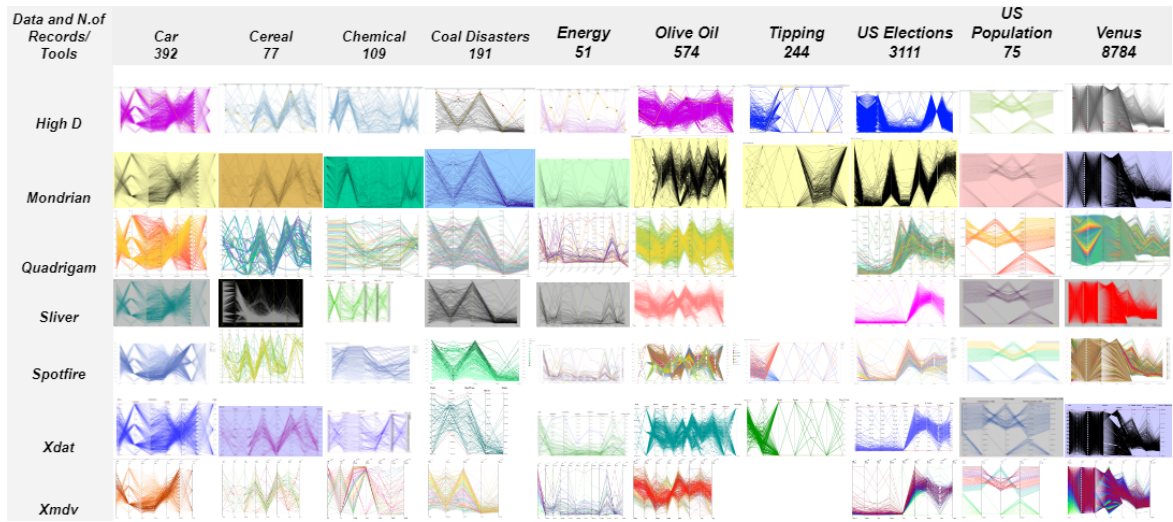 Data and N.of
Records/
Tools
Car
392
Cereal
77
Chemical
109
Coal Disasters
191
Energy
51
Olive Oil
574
Tipping
244
US Elections
3111
US
Population
75
Venus
8784
High D
Mondrian
Quadrigam
Sliver
Spotfire
Xdat
Xmdv